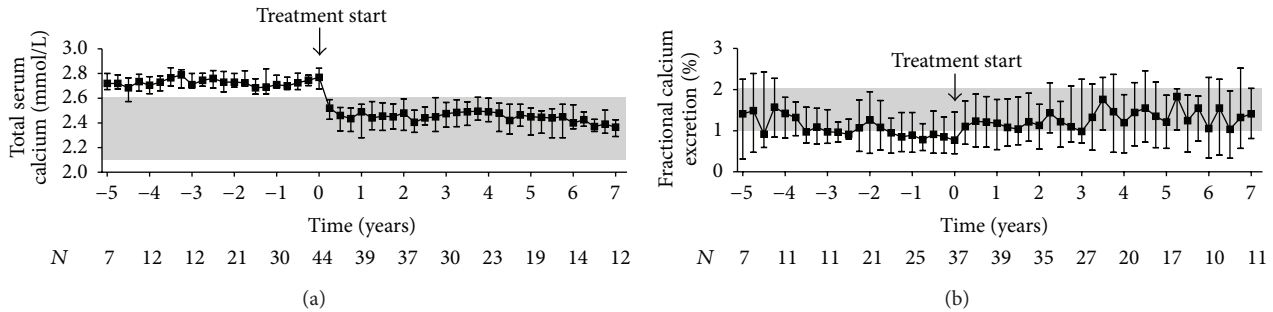 Treatment start
Total serum
calcium (mmol/L)
3.0
2.8
2.6
2.4
2.2
2.0
−5 −4 −3 −2 −1 0 1 2 3 4 5 6 7
Time (years)
N 7 12 12 21 30 44 39 37 30 23 19 14 12
(a)
Treatment start
Fractional calcium
excretion (%)
3
2
1
0
−5 −4 −3 −2 −1 0 1 2 3 4 5 6 7
Time (years)
N 7 11 11 21 25 37 39 35 27 20 17 10 11
(b)